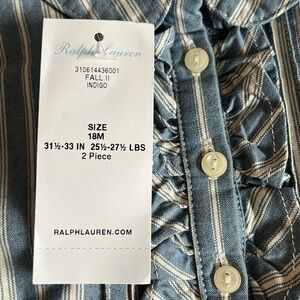 Ralph Lauren
310614436001
FALL II
INDIGO
SIZE
18M
31½-33 IN 25½-27½ LBS
2 Piece
RALPHLAUREN.COM